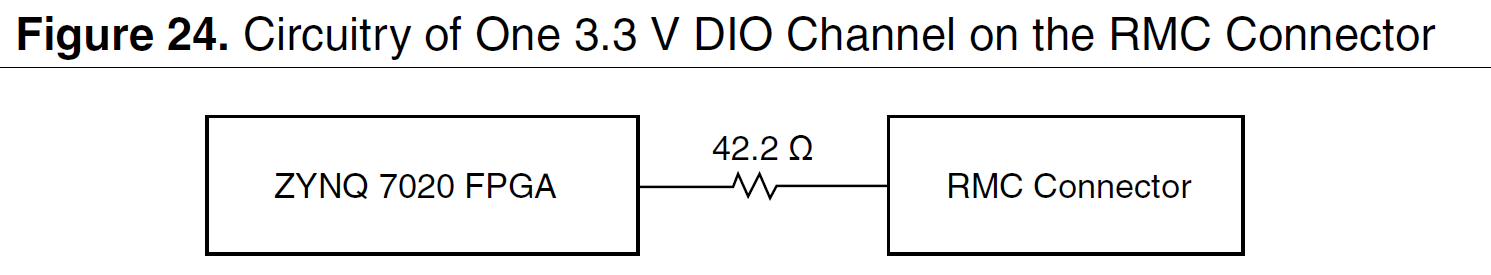 Figure 24. Circuitry of One 3.3 V DIO Channel on the RMC Connector
42.2 Ω
ZYNQ 7020 FPGA
RMC Connector